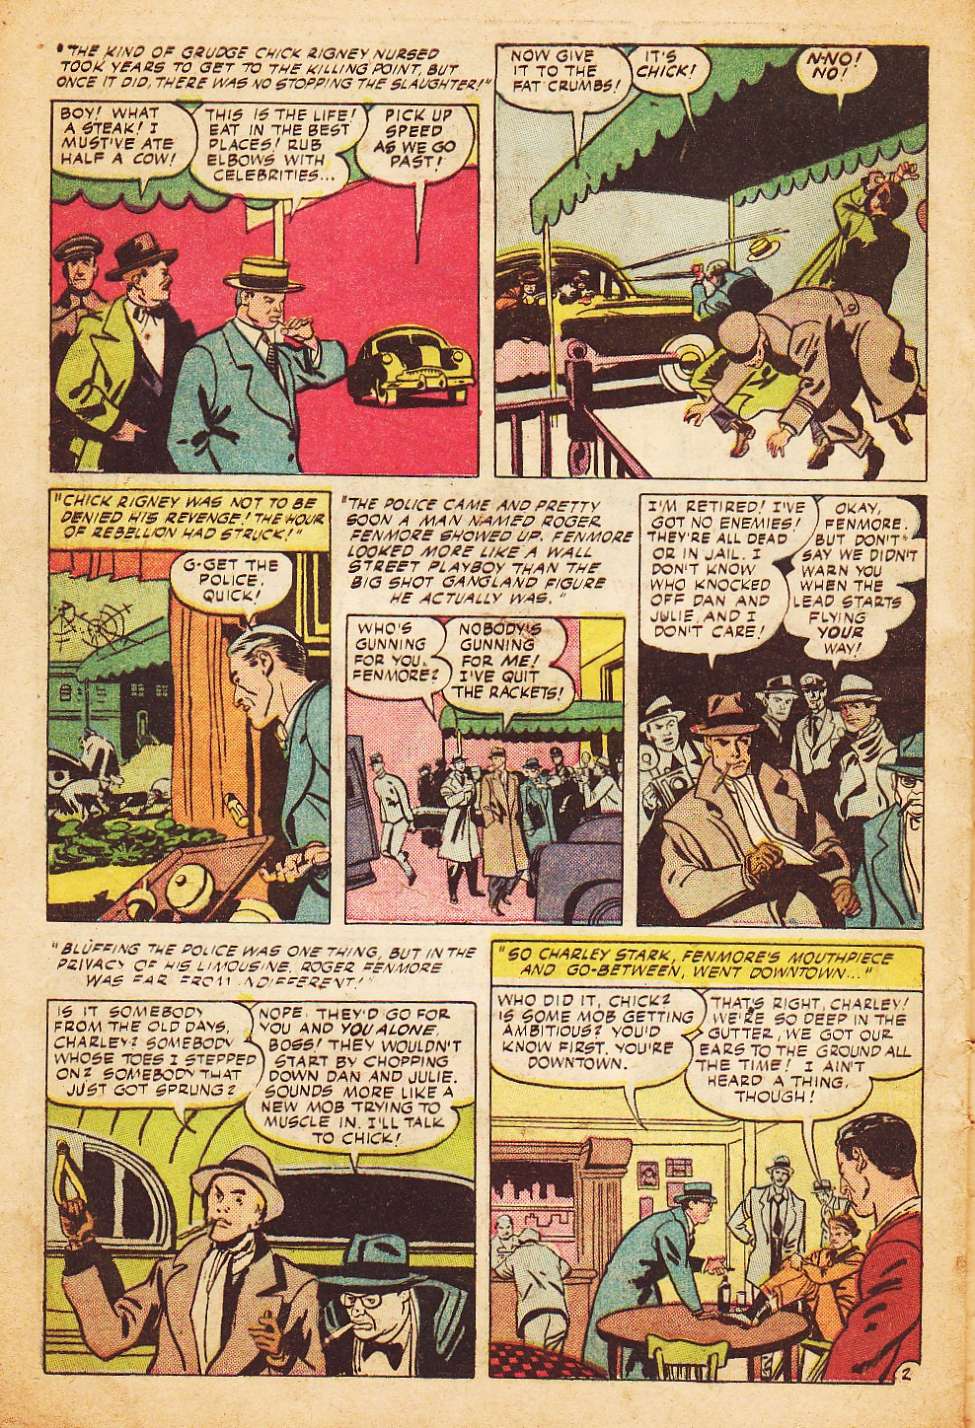 "THE KIND OF GRUDGE CHICK RIGNEY NURSED
TOOK YEARS TO GET TO THE KILLING POINT, BUT
ONCE IT DID, THERE WAS NO STOPPING THE SLAUGHTER!"
BOY! WHAT
A STEAK! I
MUST'VE ATE
HALF A COW!
THIS IS THE LIFE!
EAT IN THE BEST
PLACES! RUB
ELBOWS WITH
CELEBRITIES...
PICK UP
SPEED
AS WE GO
PAST!
NOW GIVE
IT TO THE
FAT CRUMBS!
IT'S
CHICK!
N-NO!
NO!
"CHICK RIGNEY WAS NOT TO BE
DENIED HIS REVENGE! THE HOUR
OF REBELLION HAD STRUCK!"
G-GET THE
POLICE,
QUICK!
"THE POLICE CAME AND PRETTY
SOON A MAN NAMED ROGER
FENMORE SHOWED UP. FENMORE
LOOKED MORE LIKE A WALL
STREET PLAYBOY THAN THE
BIG SHOT GANGLAND FIGURE
HE ACTUALLY WAS."
WHO'S
GUNNING
FOR YOU,
FENMORE?
NOBODY'S
GUNNING
FOR ME!
I'VE QUIT
THE RACKETS!
I'M RETIRED! I'VE
GOT NO ENEMIES!
THEY'RE ALL DEAD
OR IN JAIL. I
DON'T KNOW
WHO KNOCKED
OFF DAN AND
JULIE, AND I
DON'T CARE!
OKAY,
FENMORE.
BUT DON'T
SAY WE DIDN'T
WARN YOU
WHEN THE
LEAD STARTS
FLYING
YOUR
WAY!
"BLUFFING THE POLICE WAS ONE THING, BUT IN THE
PRIVACY OF HIS LIMOUSINE, ROGER FENMORE
WAS FAR FROM INDIFFERENT!"
IS IT SOMEBODY
FROM THE OLD DAYS,
CHARLEY? SOMEBODY
WHOSE TOES I STEPPED
ON? SOMEBODY THAT
JUST GOT SPRUNG?
NOPE. THEY'D GO FOR
YOU AND YOU ALONE,
BOSS! THEY WOULDN'T
START BY CHOPPING
DOWN DAN AND JULIE.
SOUNDS MORE LIKE A
NEW MOB TRYING TO
MUSCLE IN. I'LL TALK
TO CHICK!
"SO CHARLEY STARK, FENMORE'S MOUTHPIECE
AND GO-BETWEEN, WENT DOWNTOWN..."
WHO DID IT, CHICK?
IS SOME MOB GETTING
AMBITIOUS? YOU'D
KNOW FIRST. YOU'RE
DOWNTOWN.
THAT'S RIGHT, CHARLEY!
WE'RE SO DEEP IN THE
GUTTER, WE GOT OUR
EARS TO THE GROUND ALL
THE TIME! I AIN'T
HEARD A THING,
THOUGH!
2